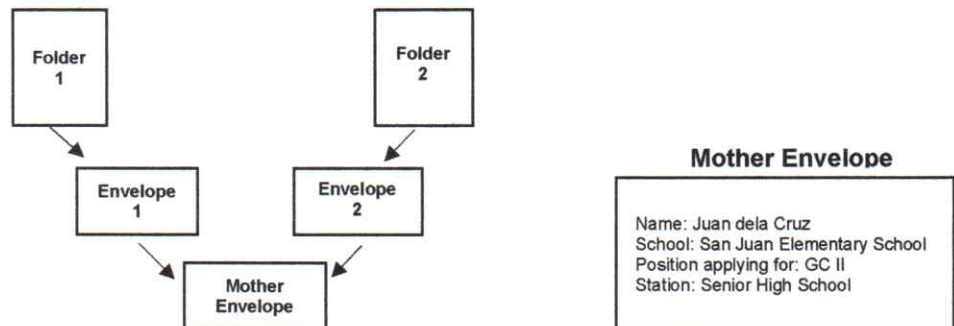 Folder
1
Folder
2
Envelope
1
Envelope
2
Mother
Envelope
Mother Envelope
Name: Juan dela Cruz
School: San Juan Elementary School
Position applying for: GC II
Station: Senior High School